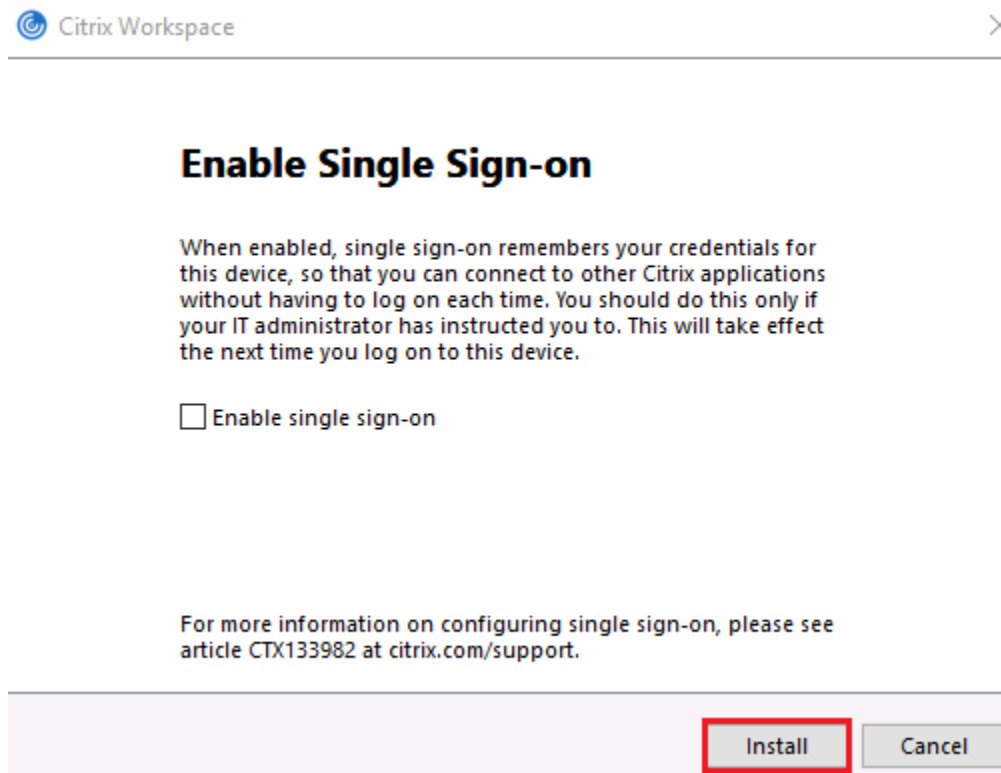 Citrix Workspace
Enable Single Sign-on
When enabled, single sign-on remembers your credentials for
this device, so that you can connect to other Citrix applications
without having to log on each time. You should do this only if
your IT administrator has instructed you to. This will take effect
the next time you log on to this device.
Enable single sign-on
For more information on configuring single sign-on, please see
article CTX133982 at citrix.com/support.
Install
Cancel